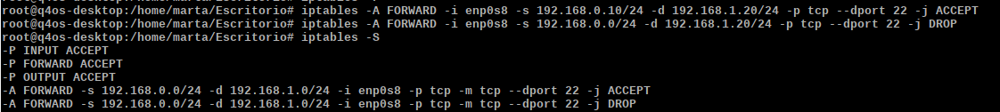 root@q4os-desktop:/home/marta/Escritorio# iptables -A FORWARD -i enp0s8 -s 192.168.0.10/24 -d 192.168.1.20/24 -p tcp --dport 22 -j ACCEPT
root@q4os-desktop:/home/marta/Escritorio# iptables -A FORWARD -i enp0s8 -s 192.168.0.0/24 -d 192.168.1.20/24 -p tcp --dport 22 -j DROP
root@q4os-desktop:/home/marta/Escritorio# iptables -S
-P INPUT ACCEPT
-P FORWARD ACCEPT
-P OUTPUT ACCEPT
-A FORWARD -s 192.168.0.0/24 -d 192.168.1.0/24 -i enp0s8 -p tcp -m tcp --dport 22 -j ACCEPT
-A FORWARD -s 192.168.0.0/24 -d 192.168.1.0/24 -i enp0s8 -p tcp -m tcp --dport 22 -j DROP